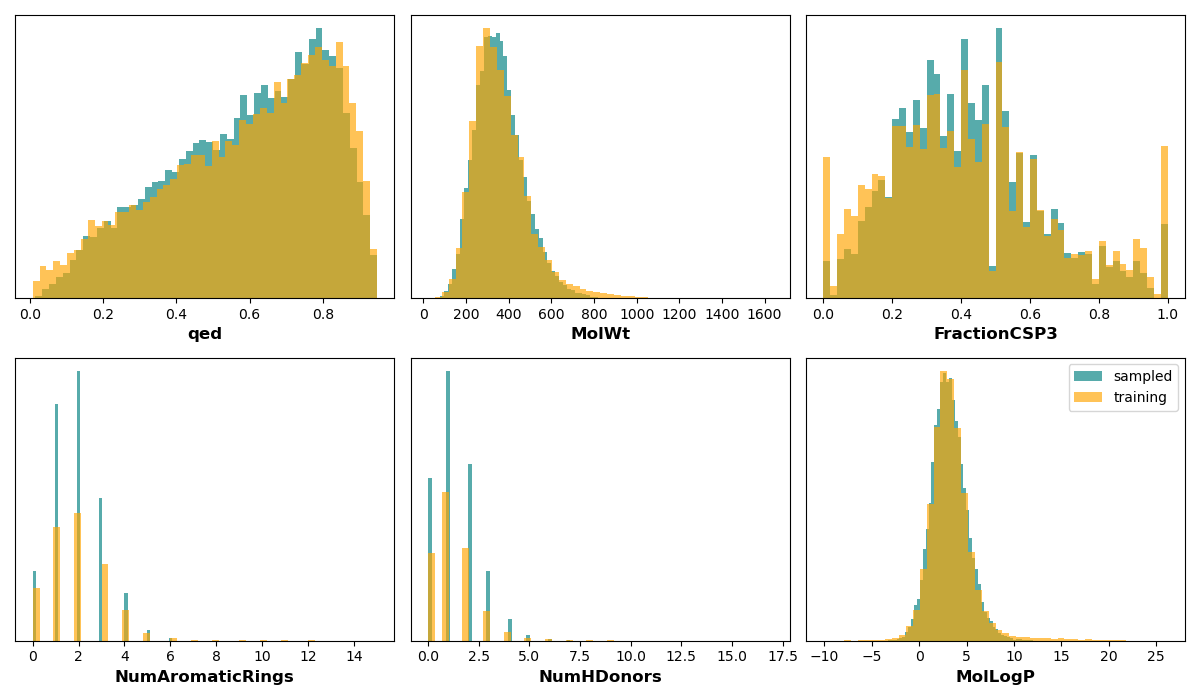 0.0 0.2 0.4 0.6 0.8
qed
0 200 400 600 800 1000 1200 1400 1600
MolWt
0.0 0.2 0.4 0.6 0.8 1.0
FractionCSP3
0 2 4 6 8 10 12 14
NumAromaticRings
0.0 2.5 5.0 7.5 10.0 12.5 15.0 17.5
NumHDonors
sampled
training
−10 −5 0 5 10 15 20 25
MolLogP